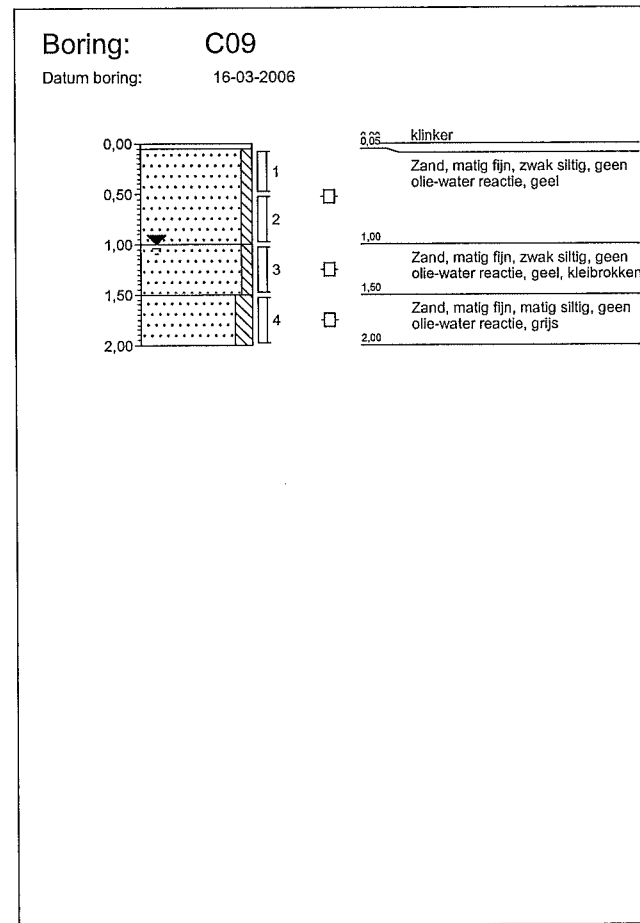 Boring: C09
Datum boring: 16-03-2006
0,00
0,50
1,00
1,50
2,00
1
2
3
4
0,00
0,05
klinker
Zand, matig fijn, zwak siltig, geen
olie-water reactie, geel
1,00
Zand, matig fijn, zwak siltig, geen
olie-water reactie, geel, kleibrokken
1,50
Zand, matig fijn, matig siltig, geen
olie-water reactie, grijs
2,00